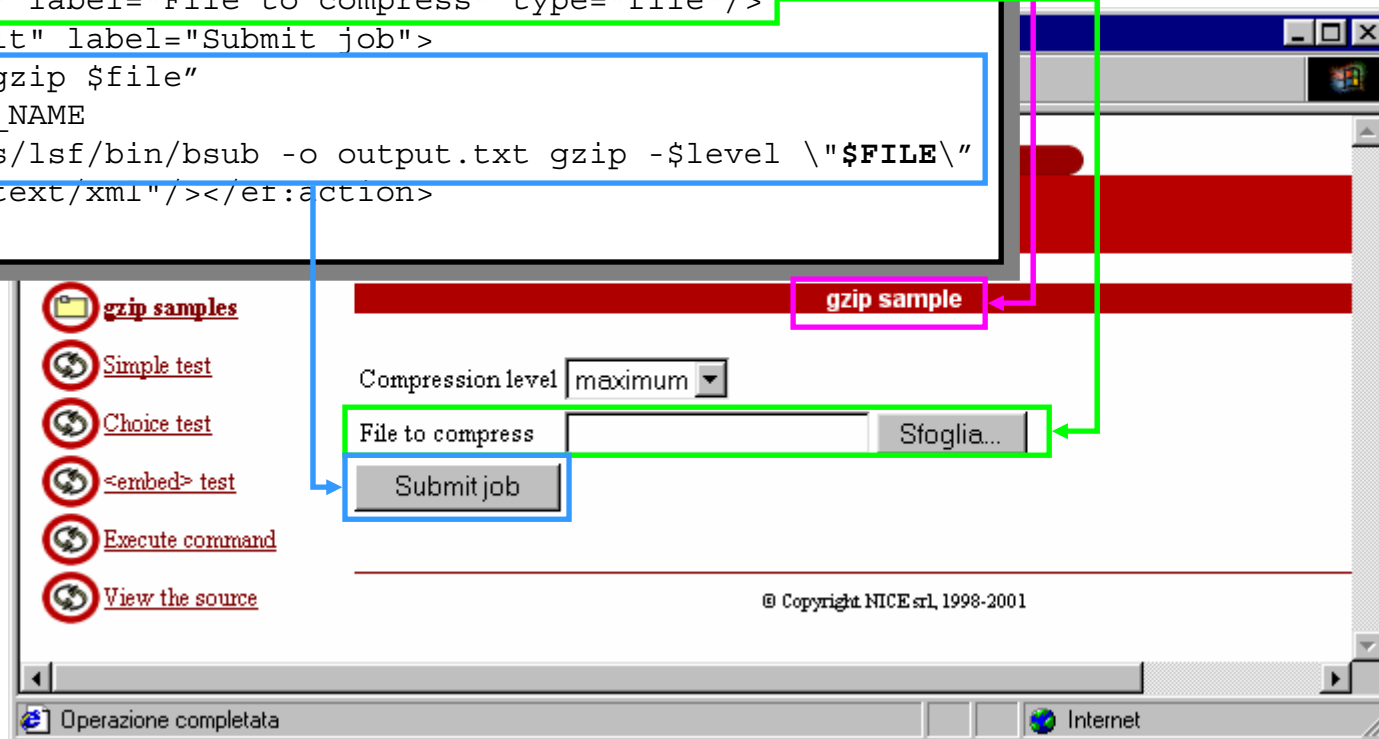 label="File to compress" type="file"/>
it" label="Submit job">
gzip $file”
_NAME
s/lsf/bin/bsub -o output.txt gzip -$level \"$FILE\”
text/xml"/></ef:action>
gzip samples
gzip sample
Simple test
Compression level maximum
Choice test
File to compress Sfoglia...
<embed> test
Submit job
Execute command
View the source
© Copyright NICE srl, 1998-2001
Operazione completata
Internet